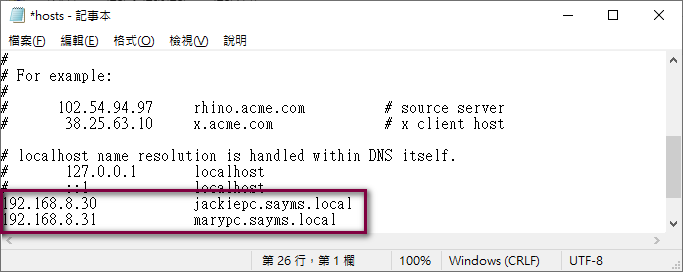 *hosts - 記事本
檔案(F) 編輯(E) 格式(O) 檢視(V) 說明
#
# For example:
#
#      102.54.94.97     rhino.acme.com          # source server
#       38.25.63.10     x.acme.com              # x client host

# localhost name resolution is handled within DNS itself.
#       127.0.0.1       localhost
#       ::1             localhost
192.168.8.30            jackiepc.sayms.local
192.168.8.31            marypc.sayms.local
第 26 行，第 1 欄 100% Windows (CRLF) UTF-8